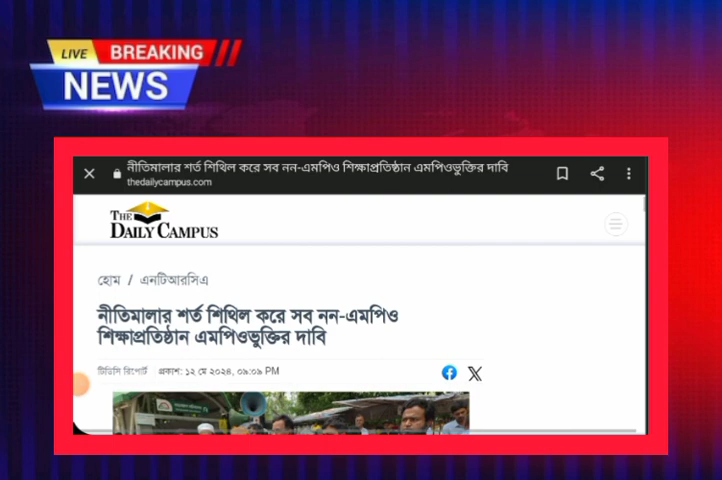 LIVE BREAKING
NEWS
নীতিমালার শর্ত শিথিল করে সব নন-এমপিও শিক্ষাপ্রতিষ্ঠান এমপিওভুক্তির দাবি
thedailycampus.com
THE
DAILY CAMPUS
হোম / এনটিআরসিএ
নীতিমালার শর্ত শিথিল করে সব নন-এমপিও
শিক্ষাপ্রতিষ্ঠান এমপিওভুক্তির দাবি
টিডিসি রিপোর্ট প্রকাশ: ১২ মে ২০২৪, ০৯:০৯ PM